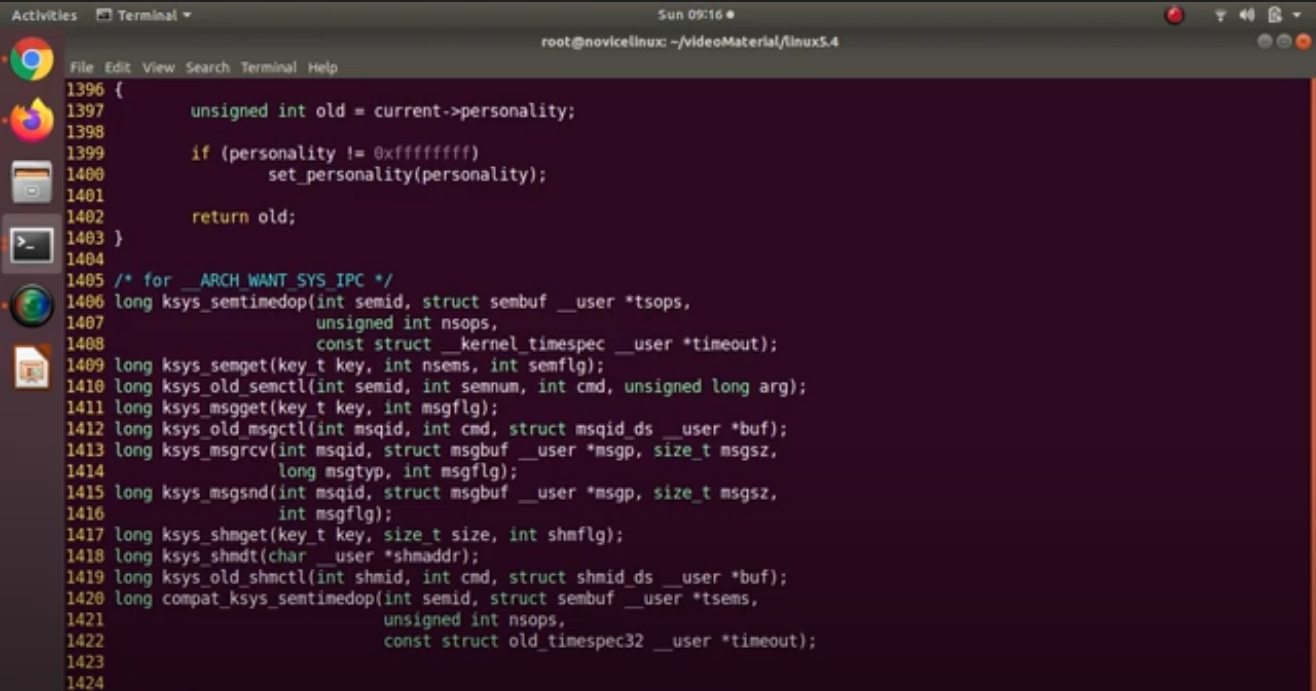 Activities Terminal Sun 09:16
root@novicelinux: ~/videoMaterial/linux5.4
File Edit View Search Terminal Help
1396 {
1397         unsigned int old = current->personality;
1398
1399         if (personality != 0xffffffff)
1400                 set_personality(personality);
1401
1402         return old;
1403 }
1404
1405 /* for __ARCH_WANT_SYS_IPC */
1406 long ksys_semtimedop(int semid, struct sembuf __user *tsops,
1407                      unsigned int nsops,
1408                      const struct __kernel_timespec __user *timeout);
1409 long ksys_semget(key_t key, int nsems, int semflg);
1410 long ksys_old_semctl(int semid, int semnum, int cmd, unsigned long arg);
1411 long ksys_msgget(key_t key, int msgflg);
1412 long ksys_old_msgctl(int msqid, int cmd, struct msqid_ds __user *buf);
1413 long ksys_msgrcv(int msqid, struct msgbuf __user *msgp, size_t msgsz,
1414                  long msgtyp, int msgflg);
1415 long ksys_msgsnd(int msqid, struct msgbuf __user *msgp, size_t msgsz,
1416                  int msgflg);
1417 long ksys_shmget(key_t key, size_t size, int shmflg);
1418 long ksys_shmdt(char __user *shmaddr);
1419 long ksys_old_shmctl(int shmid, int cmd, struct shmid_ds __user *buf);
1420 long compat_ksys_semtimedop(int semid, struct sembuf __user *tsems,
1421                             unsigned int nsops,
1422                             const struct old_timespec32 __user *timeout);
1423
1424